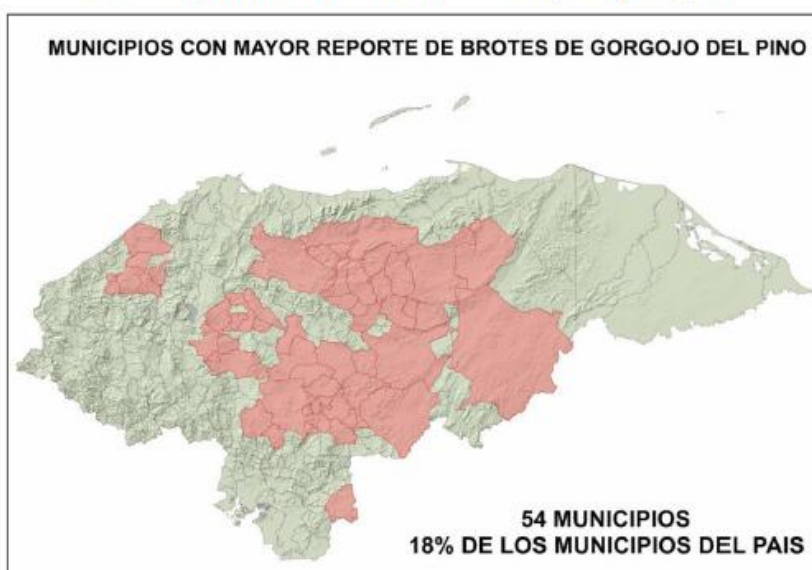 MUNICIPIOS CON MAYOR REPORTE DE BROTES DE GORGOJO DEL PINO
54 MUNICIPIOS
18% DE LOS MUNICIPIOS DEL PAIS